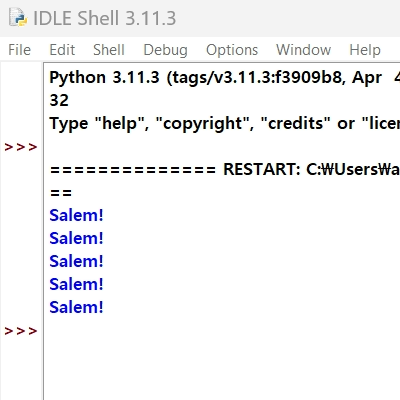 IDLE Shell 3.11.3
File Edit Shell Debug Options Window Help
Python 3.11.3 (tags/v3.11.3:f3909b8, Apr 4
32
Type "help", "copyright", "credits" or "licen
>>>
============== RESTART: C:₩Users₩a
==
Salem!
Salem!
Salem!
Salem!
Salem!
>>>